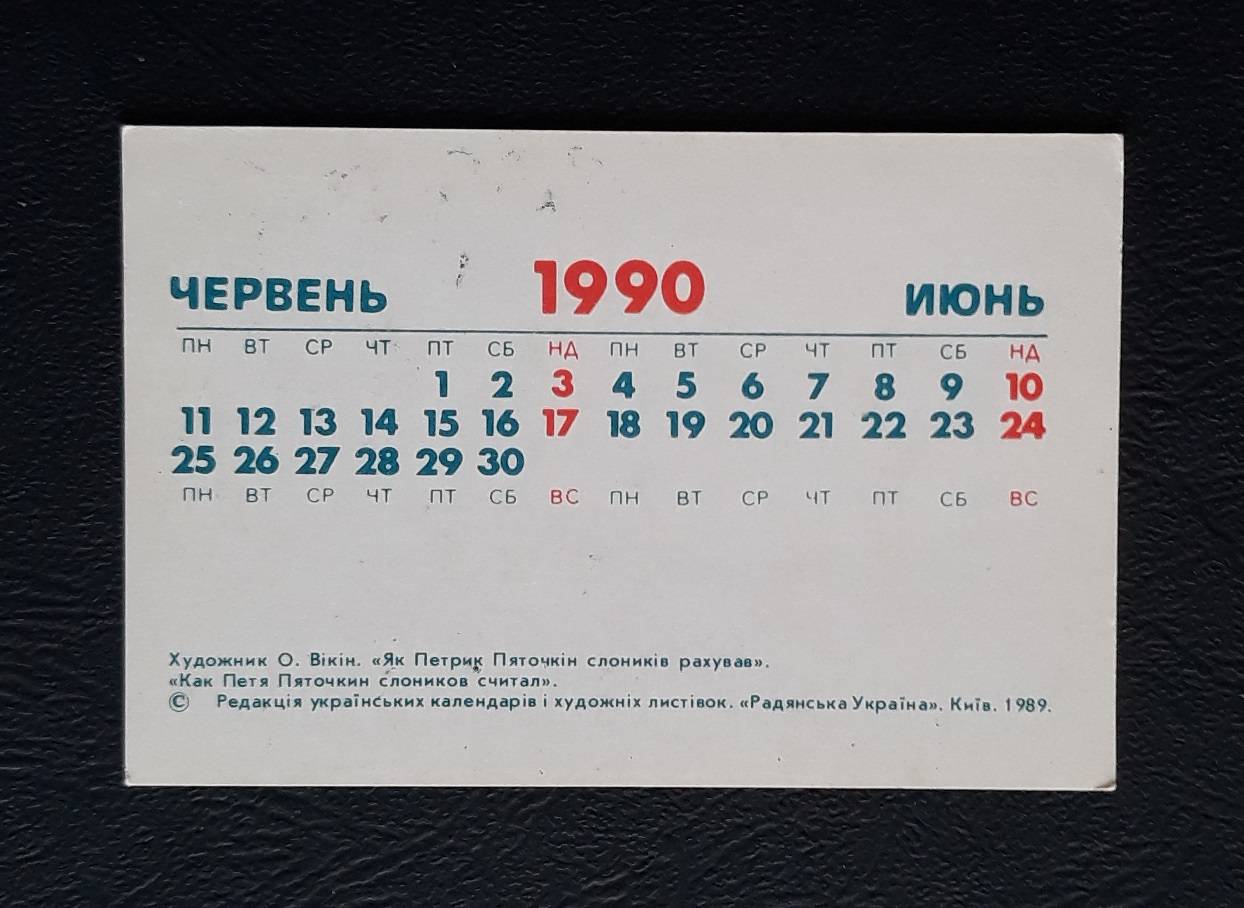 ЧЕРВЕНЬ 1990 ИЮНЬ
ПН ВТ СР ЧТ ПТ СБ НД ПН ВТ СР ЧТ ПТ СБ НД
1 2 3 4 5 6 7 8 9 10
11 12 13 14 15 16 17 18 19 20 21 22 23 24
25 26 27 28 29 30
ПН ВТ СР ЧТ ПТ СБ ВС ПН ВТ СР ЧТ ПТ СБ ВС
Художник О. Вікін. «Як Петрик Пяточкін слоників рахував».
«Как Петя Пяточкин слоников считал».
© Редакція українських календарів і художніх листівок. «Радянська Україна». Київ. 1989.